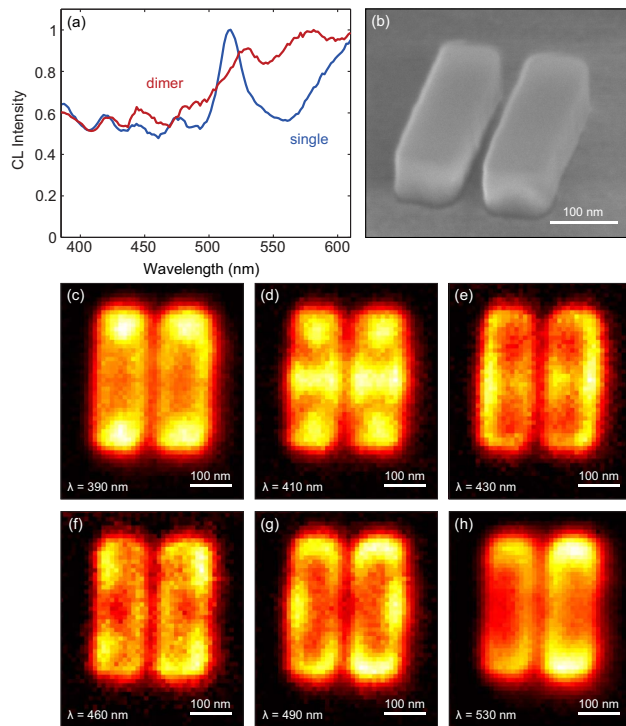 (a)
CL Intensity
1
0.8
0.6
0.4
0.2
0
dimer
single
400
450
500
550
600
Wavelength (nm)
(b)
100 nm
(c)
λ = 390 nm
100 nm
(d)
λ = 410 nm
100 nm
(e)
λ = 430 nm
100 nm
(f)
λ = 460 nm
100 nm
(g)
λ = 490 nm
100 nm
(h)
λ = 530 nm
100 nm